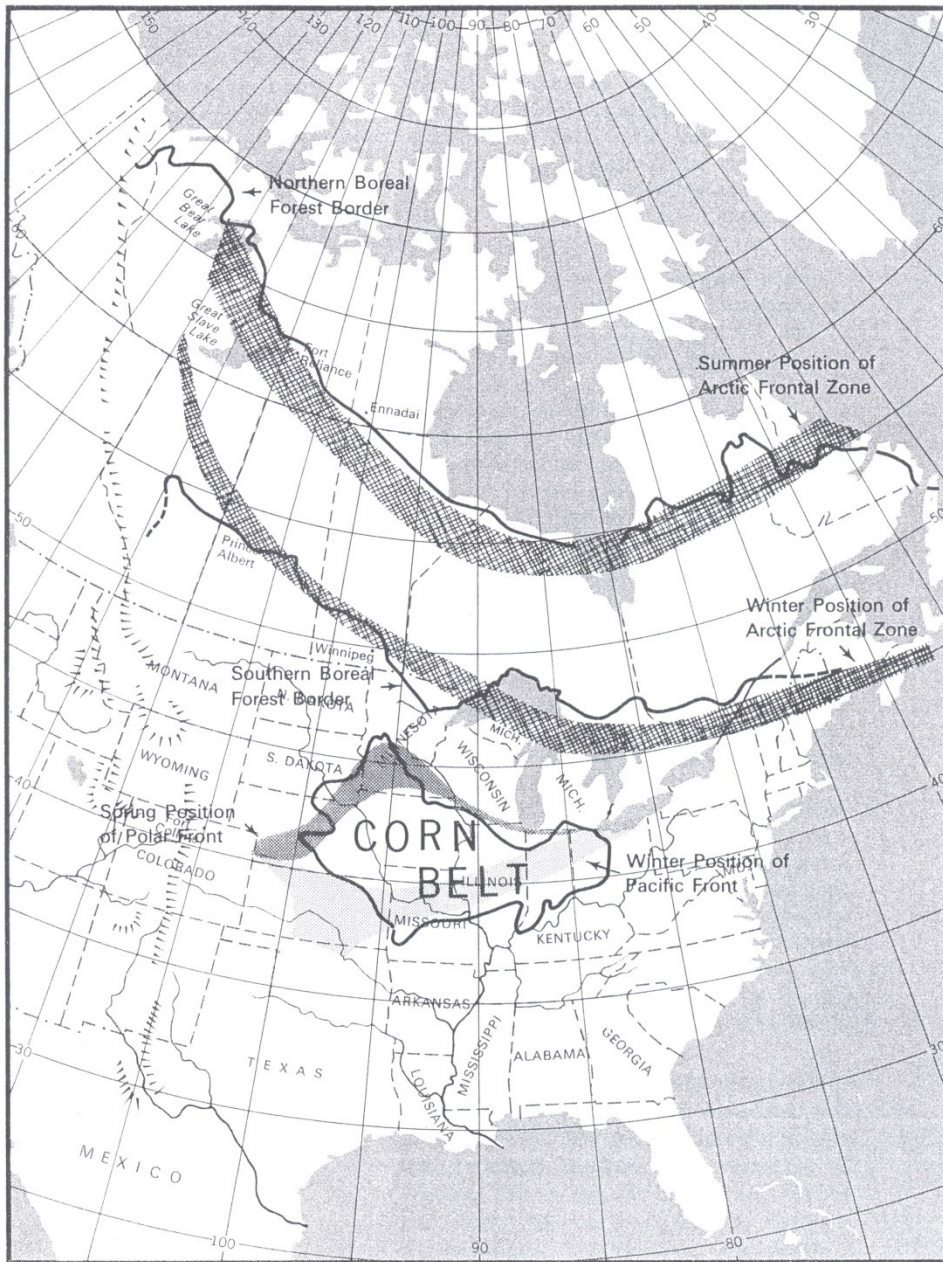 150
140
130
120
110
100
90
80
70
60
30
160
Northern Boreal
Forest Border
Great
Bear
Lake
Great
Slave
Lake
Fort
Reliance
Ennadai
.Summer Position of
Arctic Frontal Zone
50
50
Prince
Albert
Winter Position of
Arctic Frontal Zone
Winnipeg
MONTANA
Southern Boreal
Forest Border
N. DAKOTA
MICH
WISCONSIN
MICH
S. DAKOTA
WYOMING
40
40
Spring Position
of Polar Front
Fort
COLORADO
CORN
BELT
ILLINOIS
Winter Position of
Pacific Front
MISSOURI
KENTUCKY
ARKANSAS
MISSISSIPPI
ALABAMA
GEORGIA
TEXAS
LOUISIANA
30
30
MEXICO
100
90
80